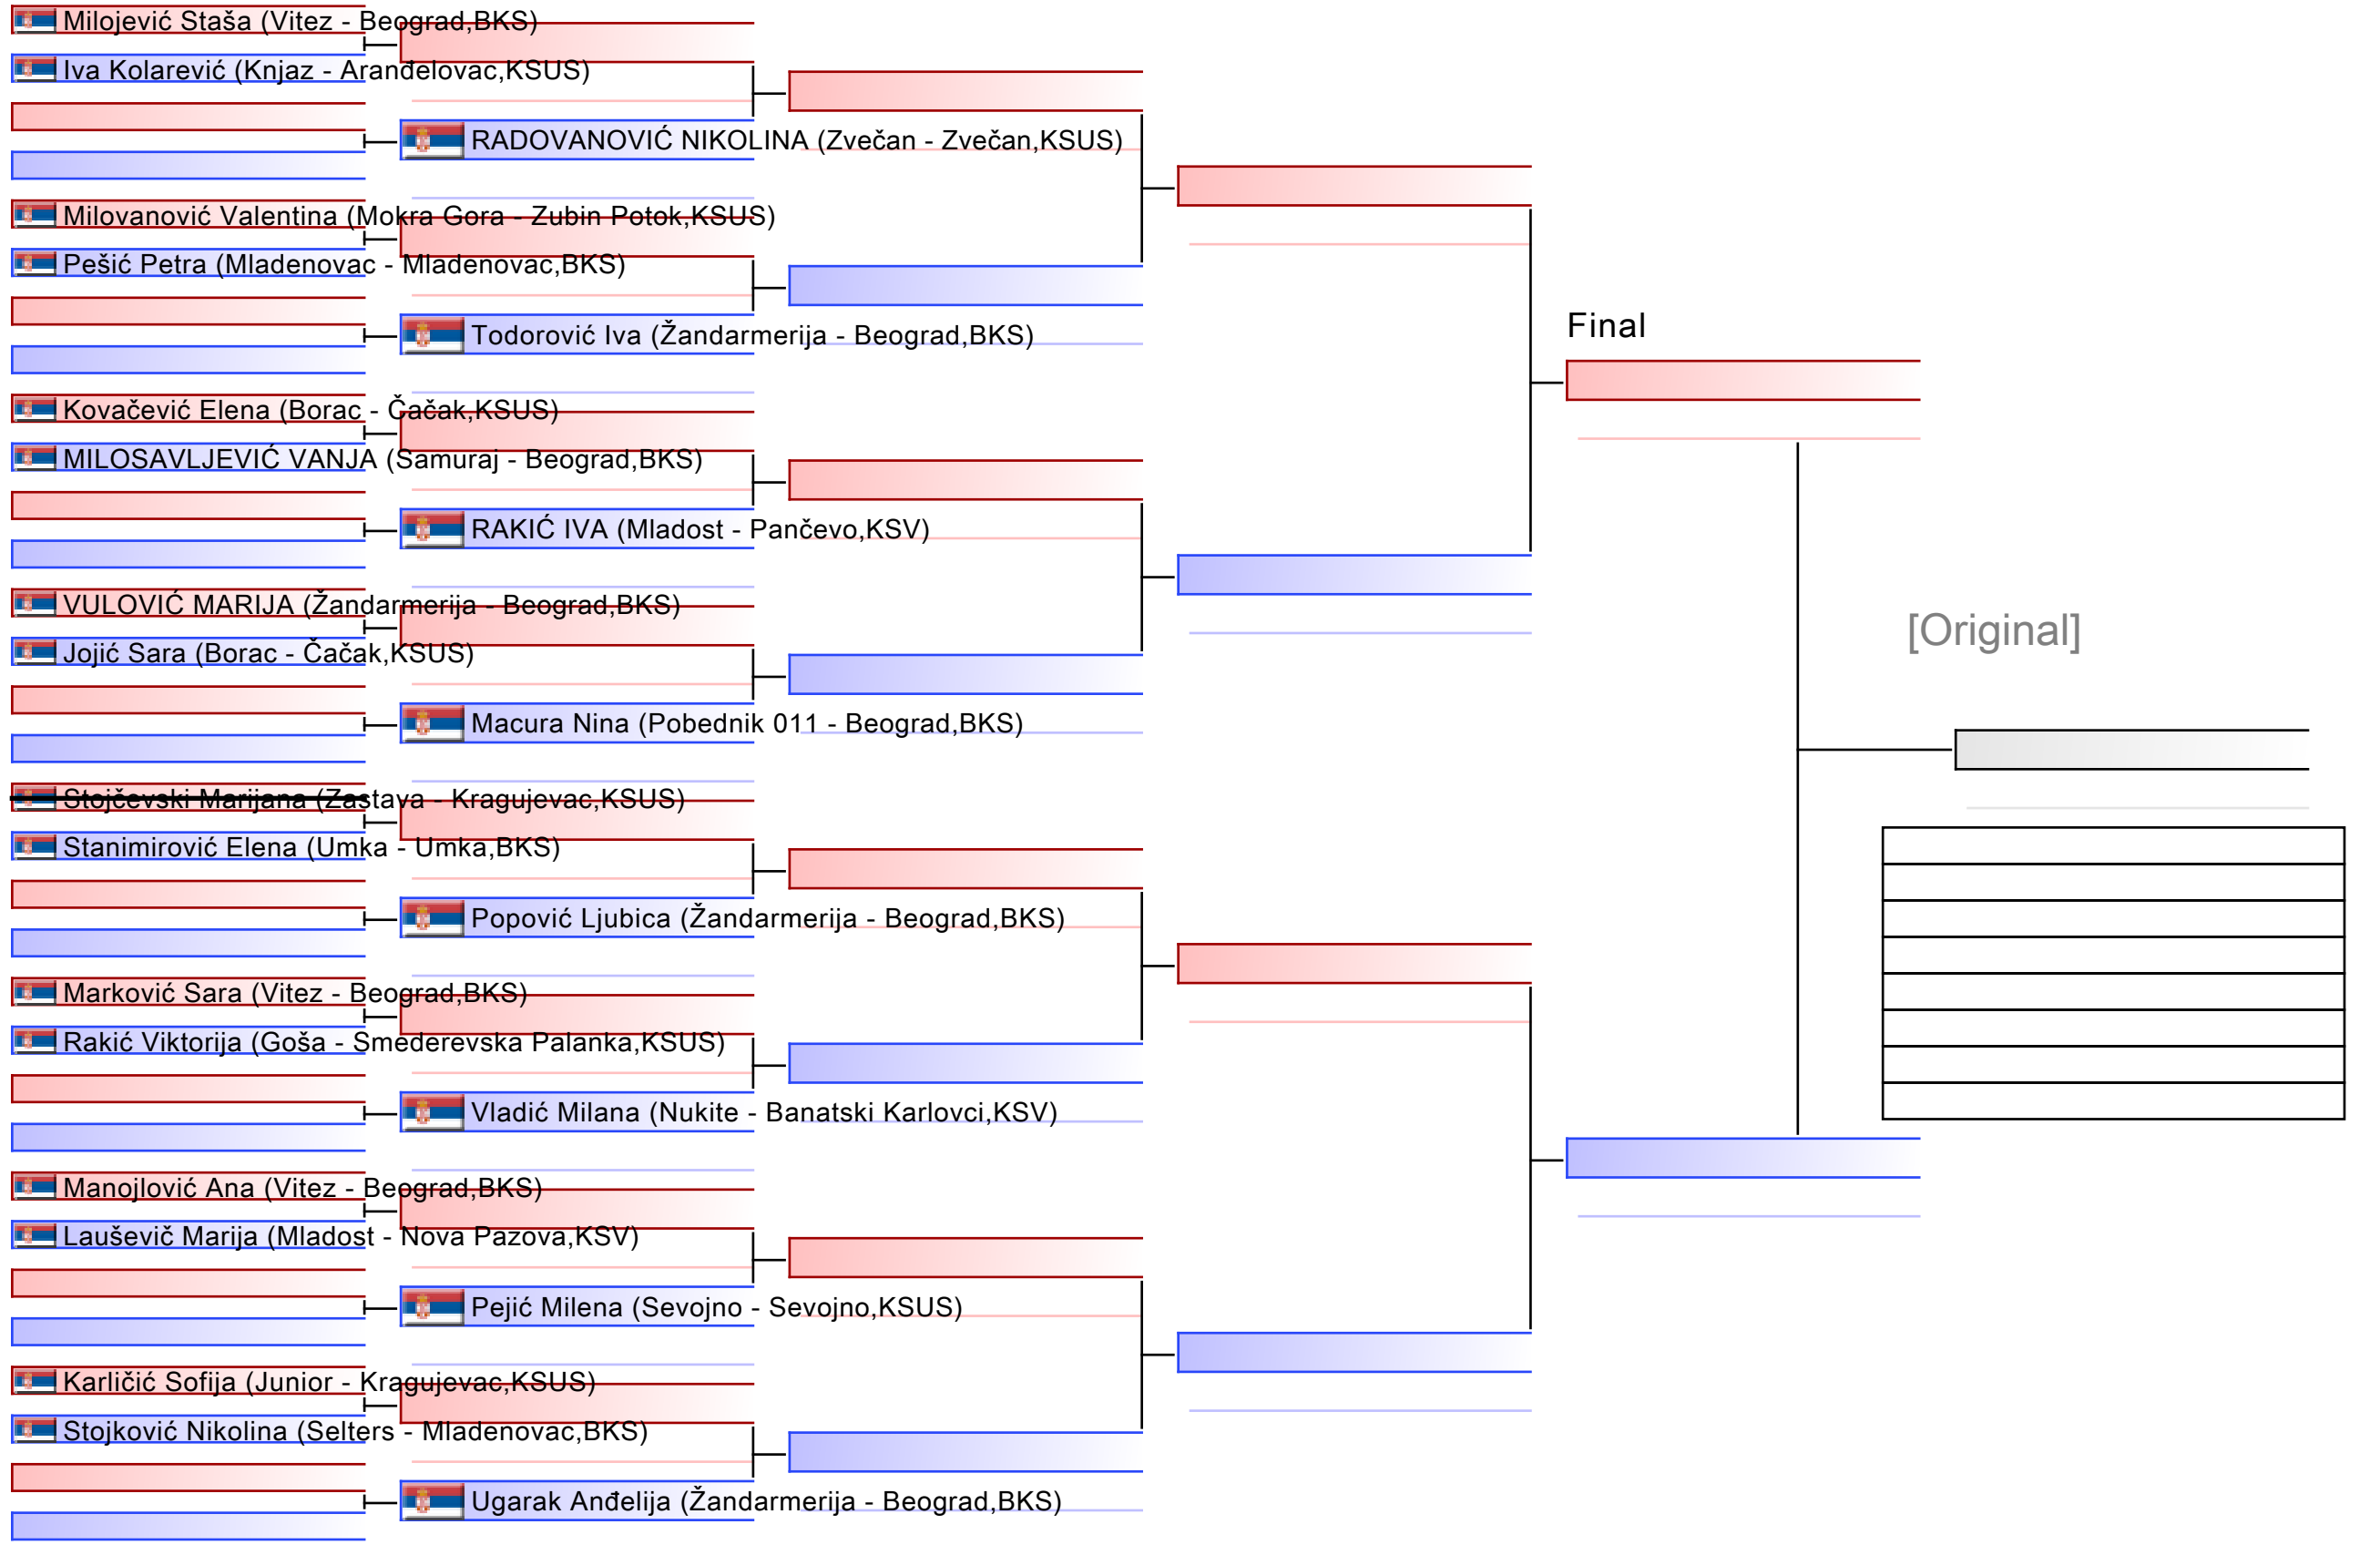 Milojević Staša (Vitez - Beograd,BKS)
Iva Kolarević (Knjaz - Aranđelovac,KSUS)
RADOVANOVIĆ NIKOLINA (Zvečan - Zvečan,KSUS)
Milovanović Valentina (Mokra Gora - Zubin Potok,KSUS)
Pešić Petra (Mladenovac - Mladenovac,BKS)
Todorović Iva (Žandarmerija - Beograd,BKS)
Final
Kovačević Elena (Borac - Čačak,KSUS)
MILOSAVLJEVIĆ VANJA (Samuraj - Beograd,BKS)
RAKIĆ IVA (Mladost - Pančevo,KSV)
VULOVIĆ MARIJA (Žandarmerija - Beograd,BKS)
[Original]
Jojić Sara (Borac - Čačak,KSUS)
Macura Nina (Pobednik 011 - Beograd,BKS)
Stojčevski Marijana (Zastava - Kragujevac,KSUS)
Stanimirović Elena (Umka - Umka,BKS)
Popović Ljubica (Žandarmerija - Beograd,BKS)
Marković Sara (Vitez - Beograd,BKS)
Rakić Viktorija (Goša - Smederevska Palanka,KSUS)
Vladić Milana (Nukite - Banatski Karlovci,KSV)
Manojlović Ana (Vitez - Beograd,BKS)
Lauševič Marija (Mladost - Nova Pazova,KSV)
Pejić Milena (Sevojno - Sevojno,KSUS)
Karličić Sofija (Junior - Kragujevac,KSUS)
Stojković Nikolina (Selters - Mladenovac,BKS)
Ugarak Anđelija (Žandarmerija - Beograd,BKS)